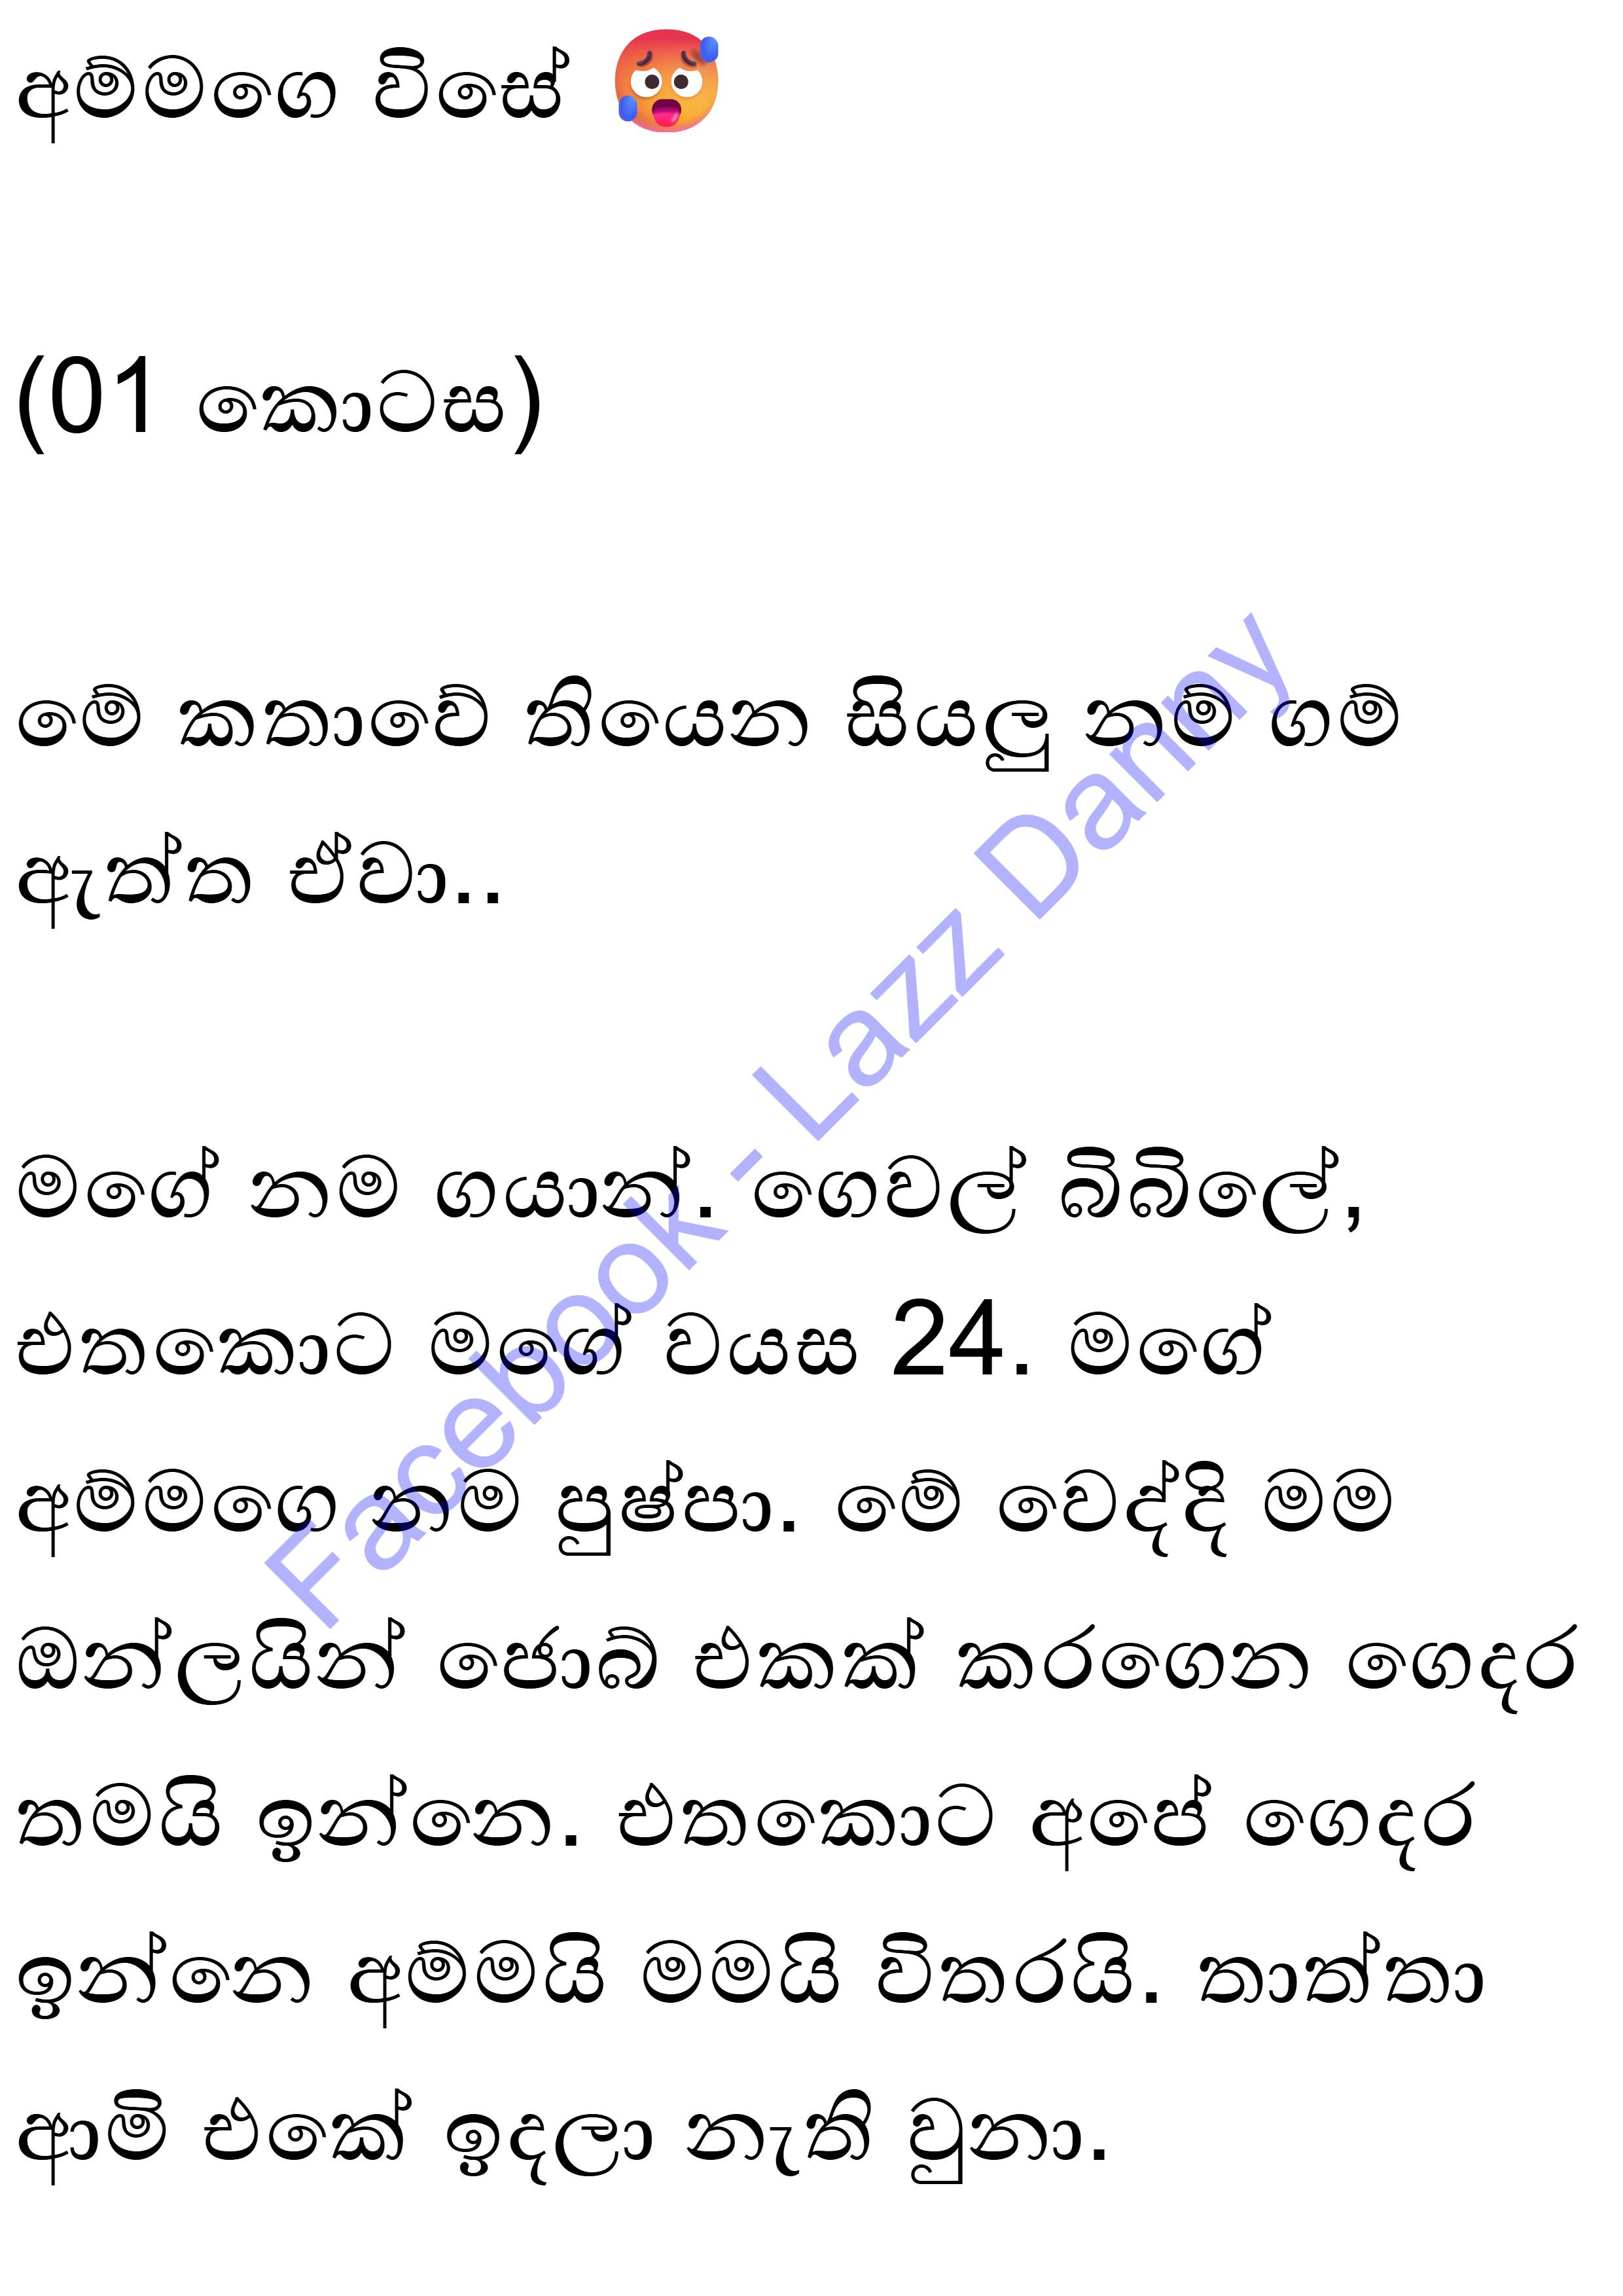 අම්මගෙ විසේ 🥵
(01 කොටස)
මේ කතාවේ තියෙන සියලු නම් ගම්
ඇත්ත ඒවා..
මගේ නම ගයාන්. ගෙවල් බිබිලේ,
එතකොට මගේ වයස 24. මගේ
අම්මගෙ නම පුෂ්පා. මේ වෙද්දි මම
ඔන්ලයින් ජොබ් එකක් කරගෙන ගෙදර
තමයි ඉන්නෙ. එතකොට අපේ ගෙදර
ඉන්නෙ අම්මයි මමයි විතරයි. තාත්තා
ආමි එකේ ඉදලා නැති වුනා.
Facebook - Lazz Danny